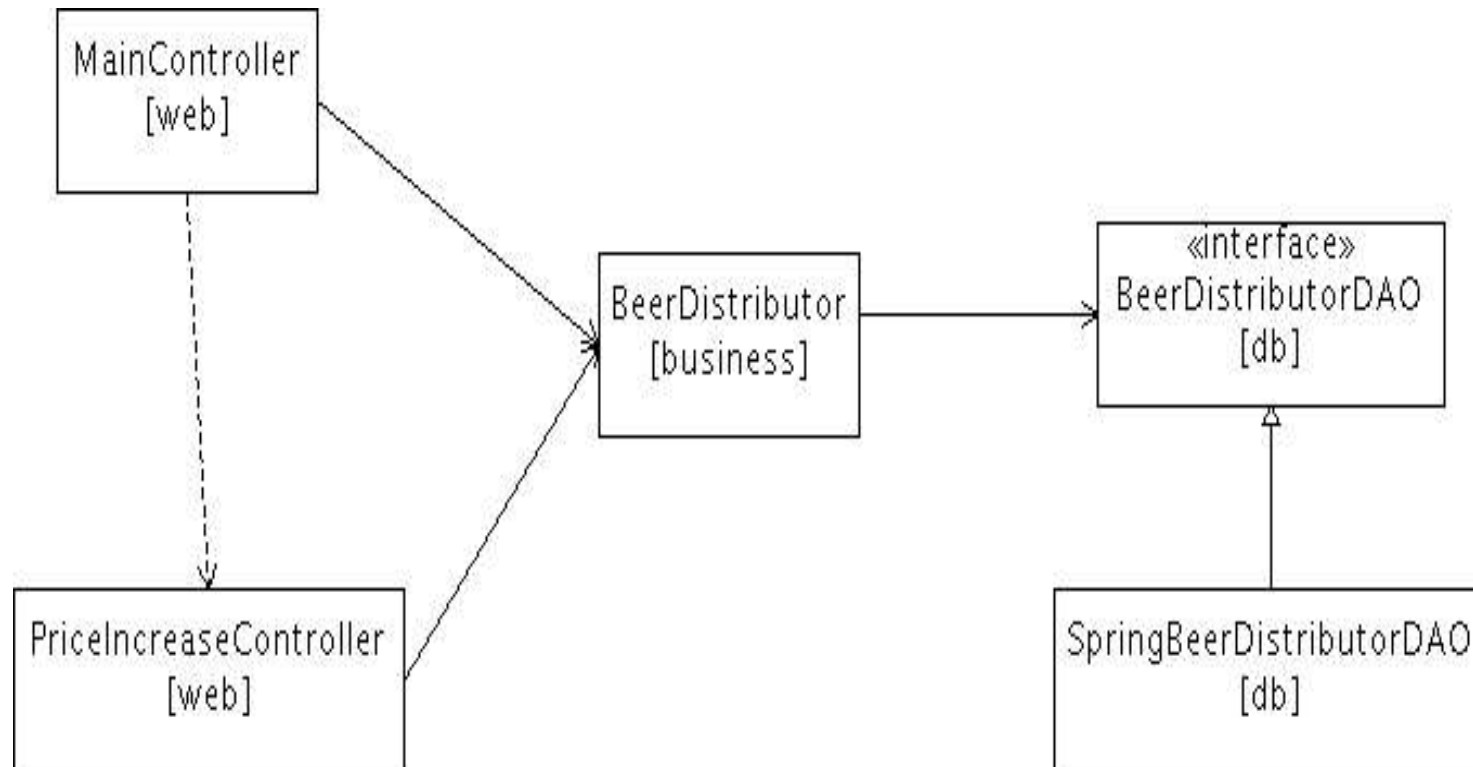 MainController
[web]
BeerDistributor
[business]
«interface»
BeerDistributorDAO
[db]
PriceIncreaseController
[web]
SpringBeerDistributorDAO
[db]